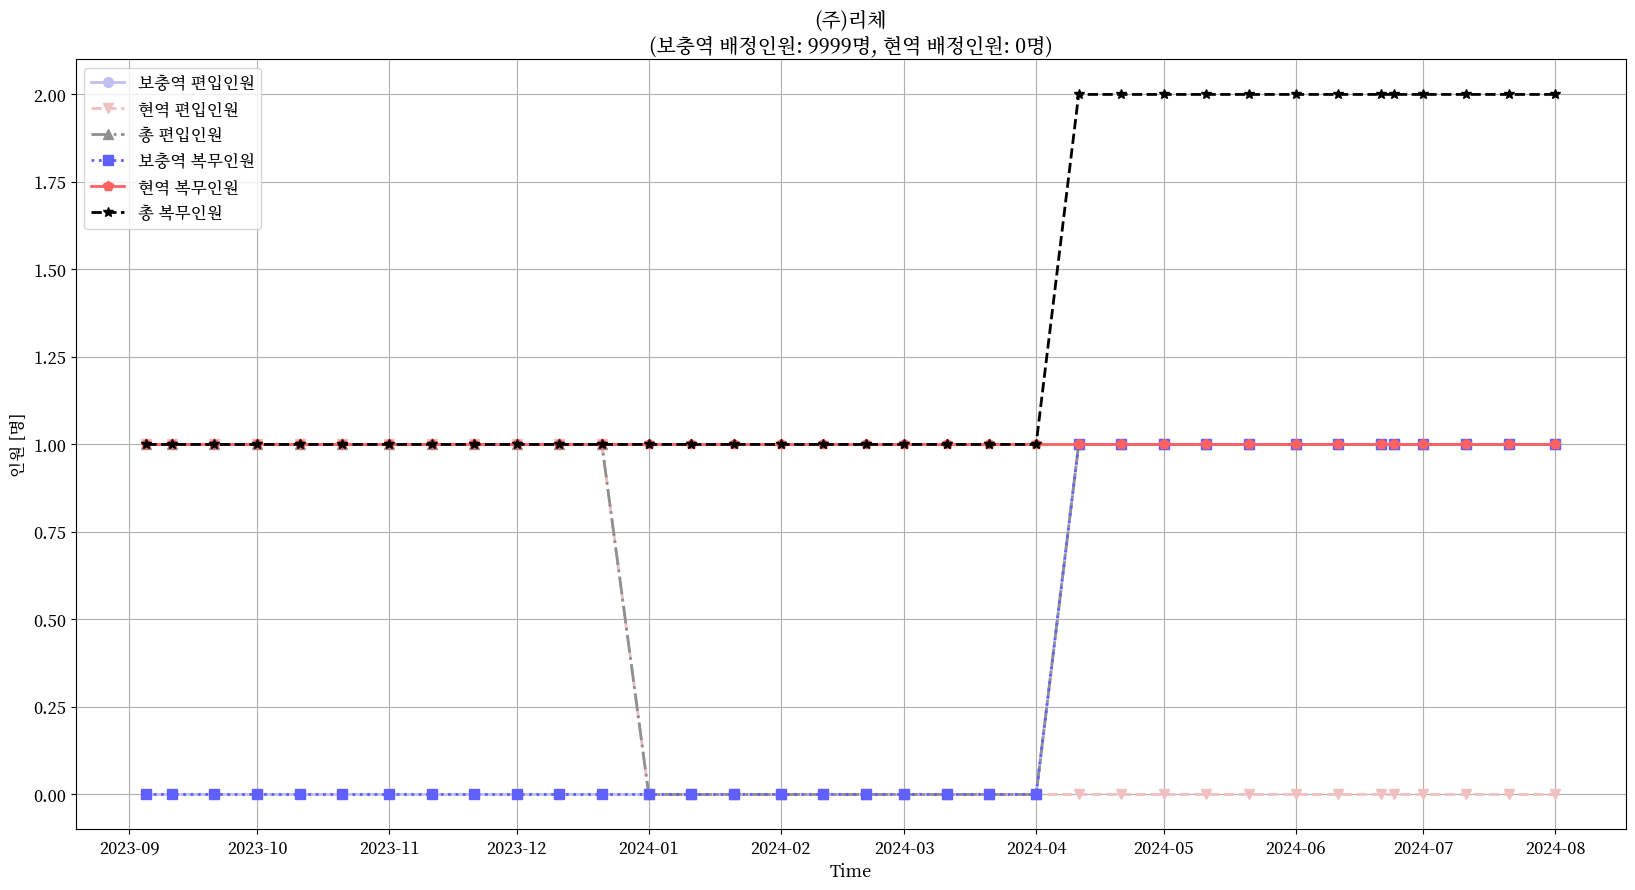 (주)리체
(보충역 배정인원: 9999명, 현역 배정인원: 0명)
보충역 편입인원
현역 편입인원
총 편입인원
보충역 복무인원
현역 복무인원
총 복무인원
2.00
1.75
1.50
1.25
1.00
0.75
0.50
0.25
0.00
인원 [명]
2023-09 2023-10 2023-11 2023-12 2024-01 2024-02 2024-03 2024-04 2024-05 2024-06 2024-07 2024-08
Time